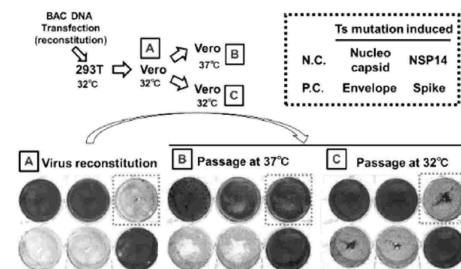 BAC DNA
Transfection
(reconstitution)
293T
32℃
A
Vero
32℃
Vero B
37℃
Vero C
32℃
Ts mutation induced
N.C. Nucleo capsid NSP14
P.C. Envelope Spike
A Virus reconstitution
B Passage at 37℃
C Passage at 32℃